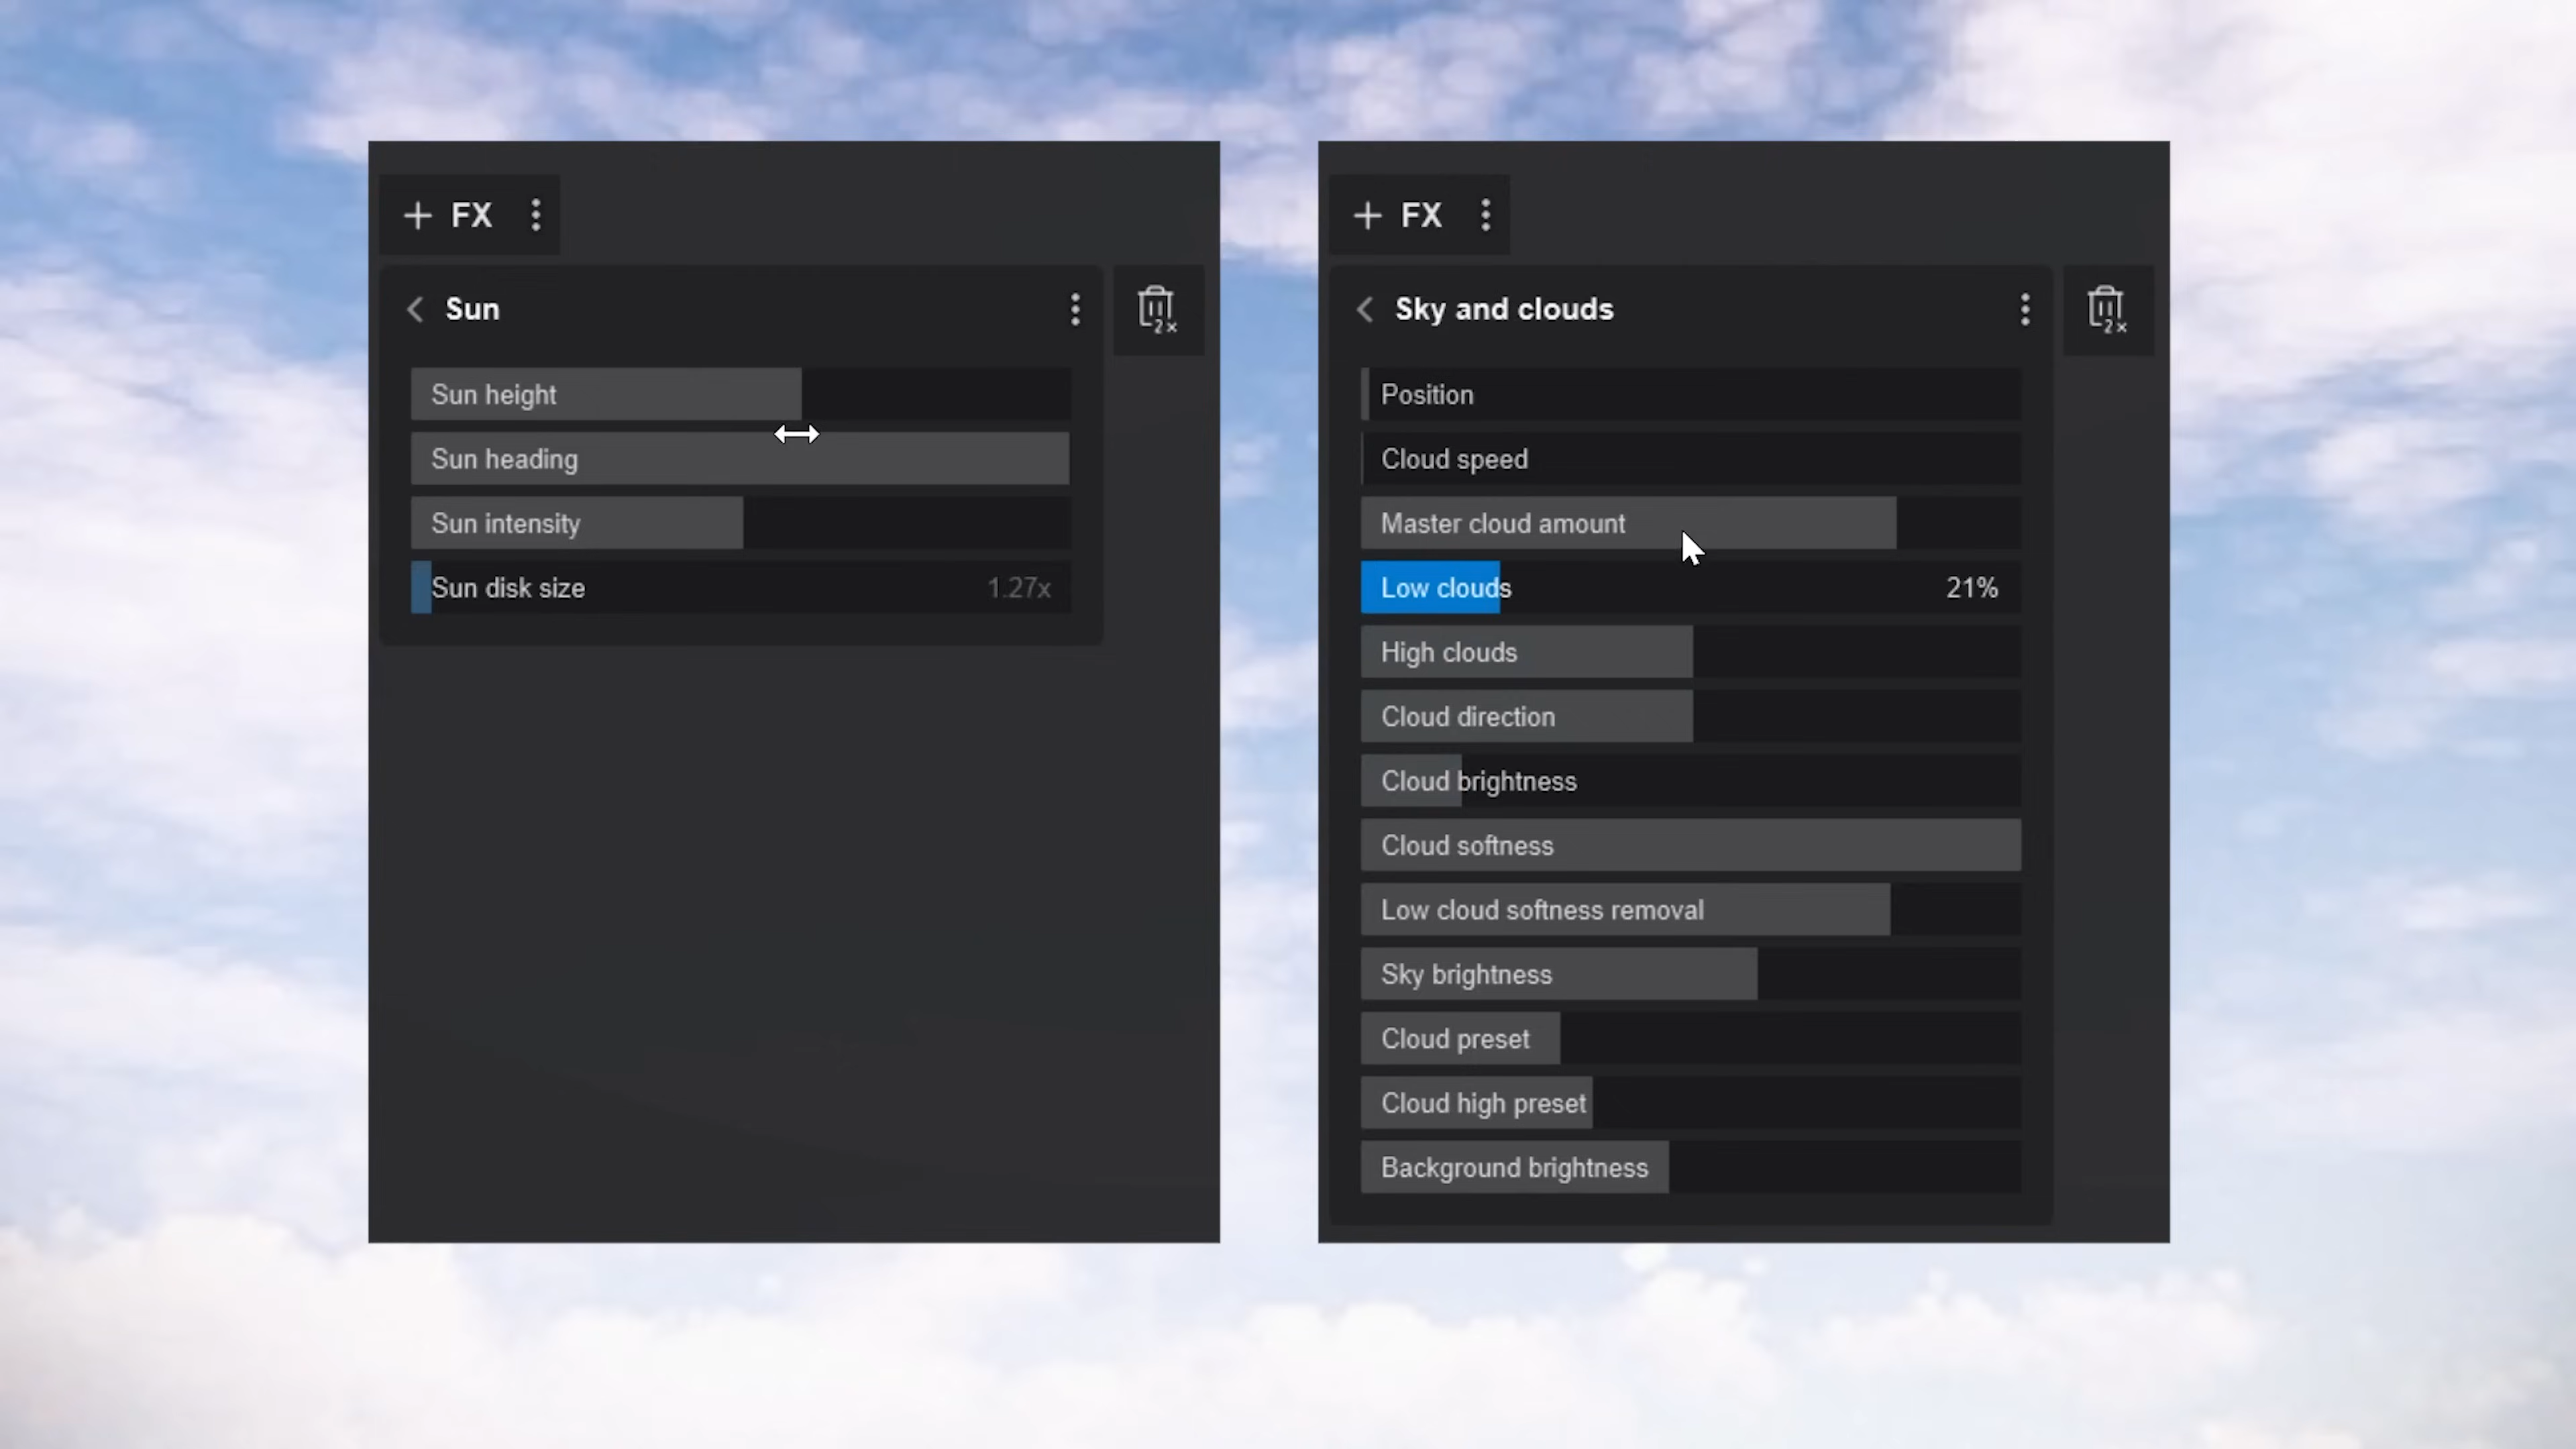 FX
Sun
Sun height
Sun heading
Sun intensity
Sun disk size 1.27x
FX
Sky and clouds
Position
Cloud speed
Master cloud amount
Low clouds 21%
High clouds
Cloud direction
Cloud brightness
Cloud softness
Low cloud softness removal
Sky brightness
Cloud preset
Cloud high preset
Background brightness